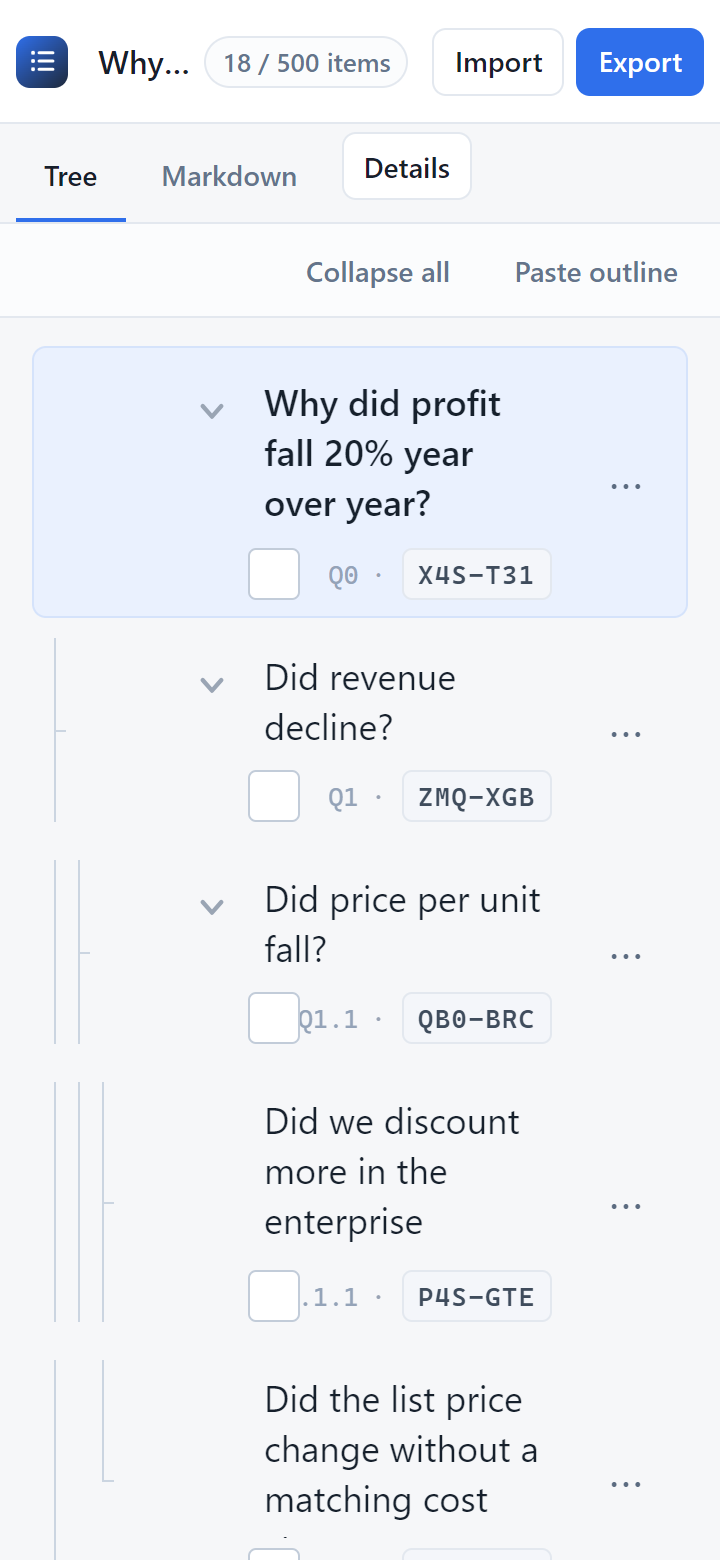 Why...
18 / 500 items
Import
Export
Tree
Markdown
Details
Collapse all
Paste outline
Why did profit
fall 20% year
over year?
...
Q0 ·
X4S-T31
Did revenue
decline?
...
Q1 ·
ZMQ-XGB
Did price per unit
fall?
...
Q1.1 ·
QB0-BRC
Did we discount
more in the
enterprise
...
.1.1 ·
P4S-GTE
Did the list price
change without a
matching cost
...